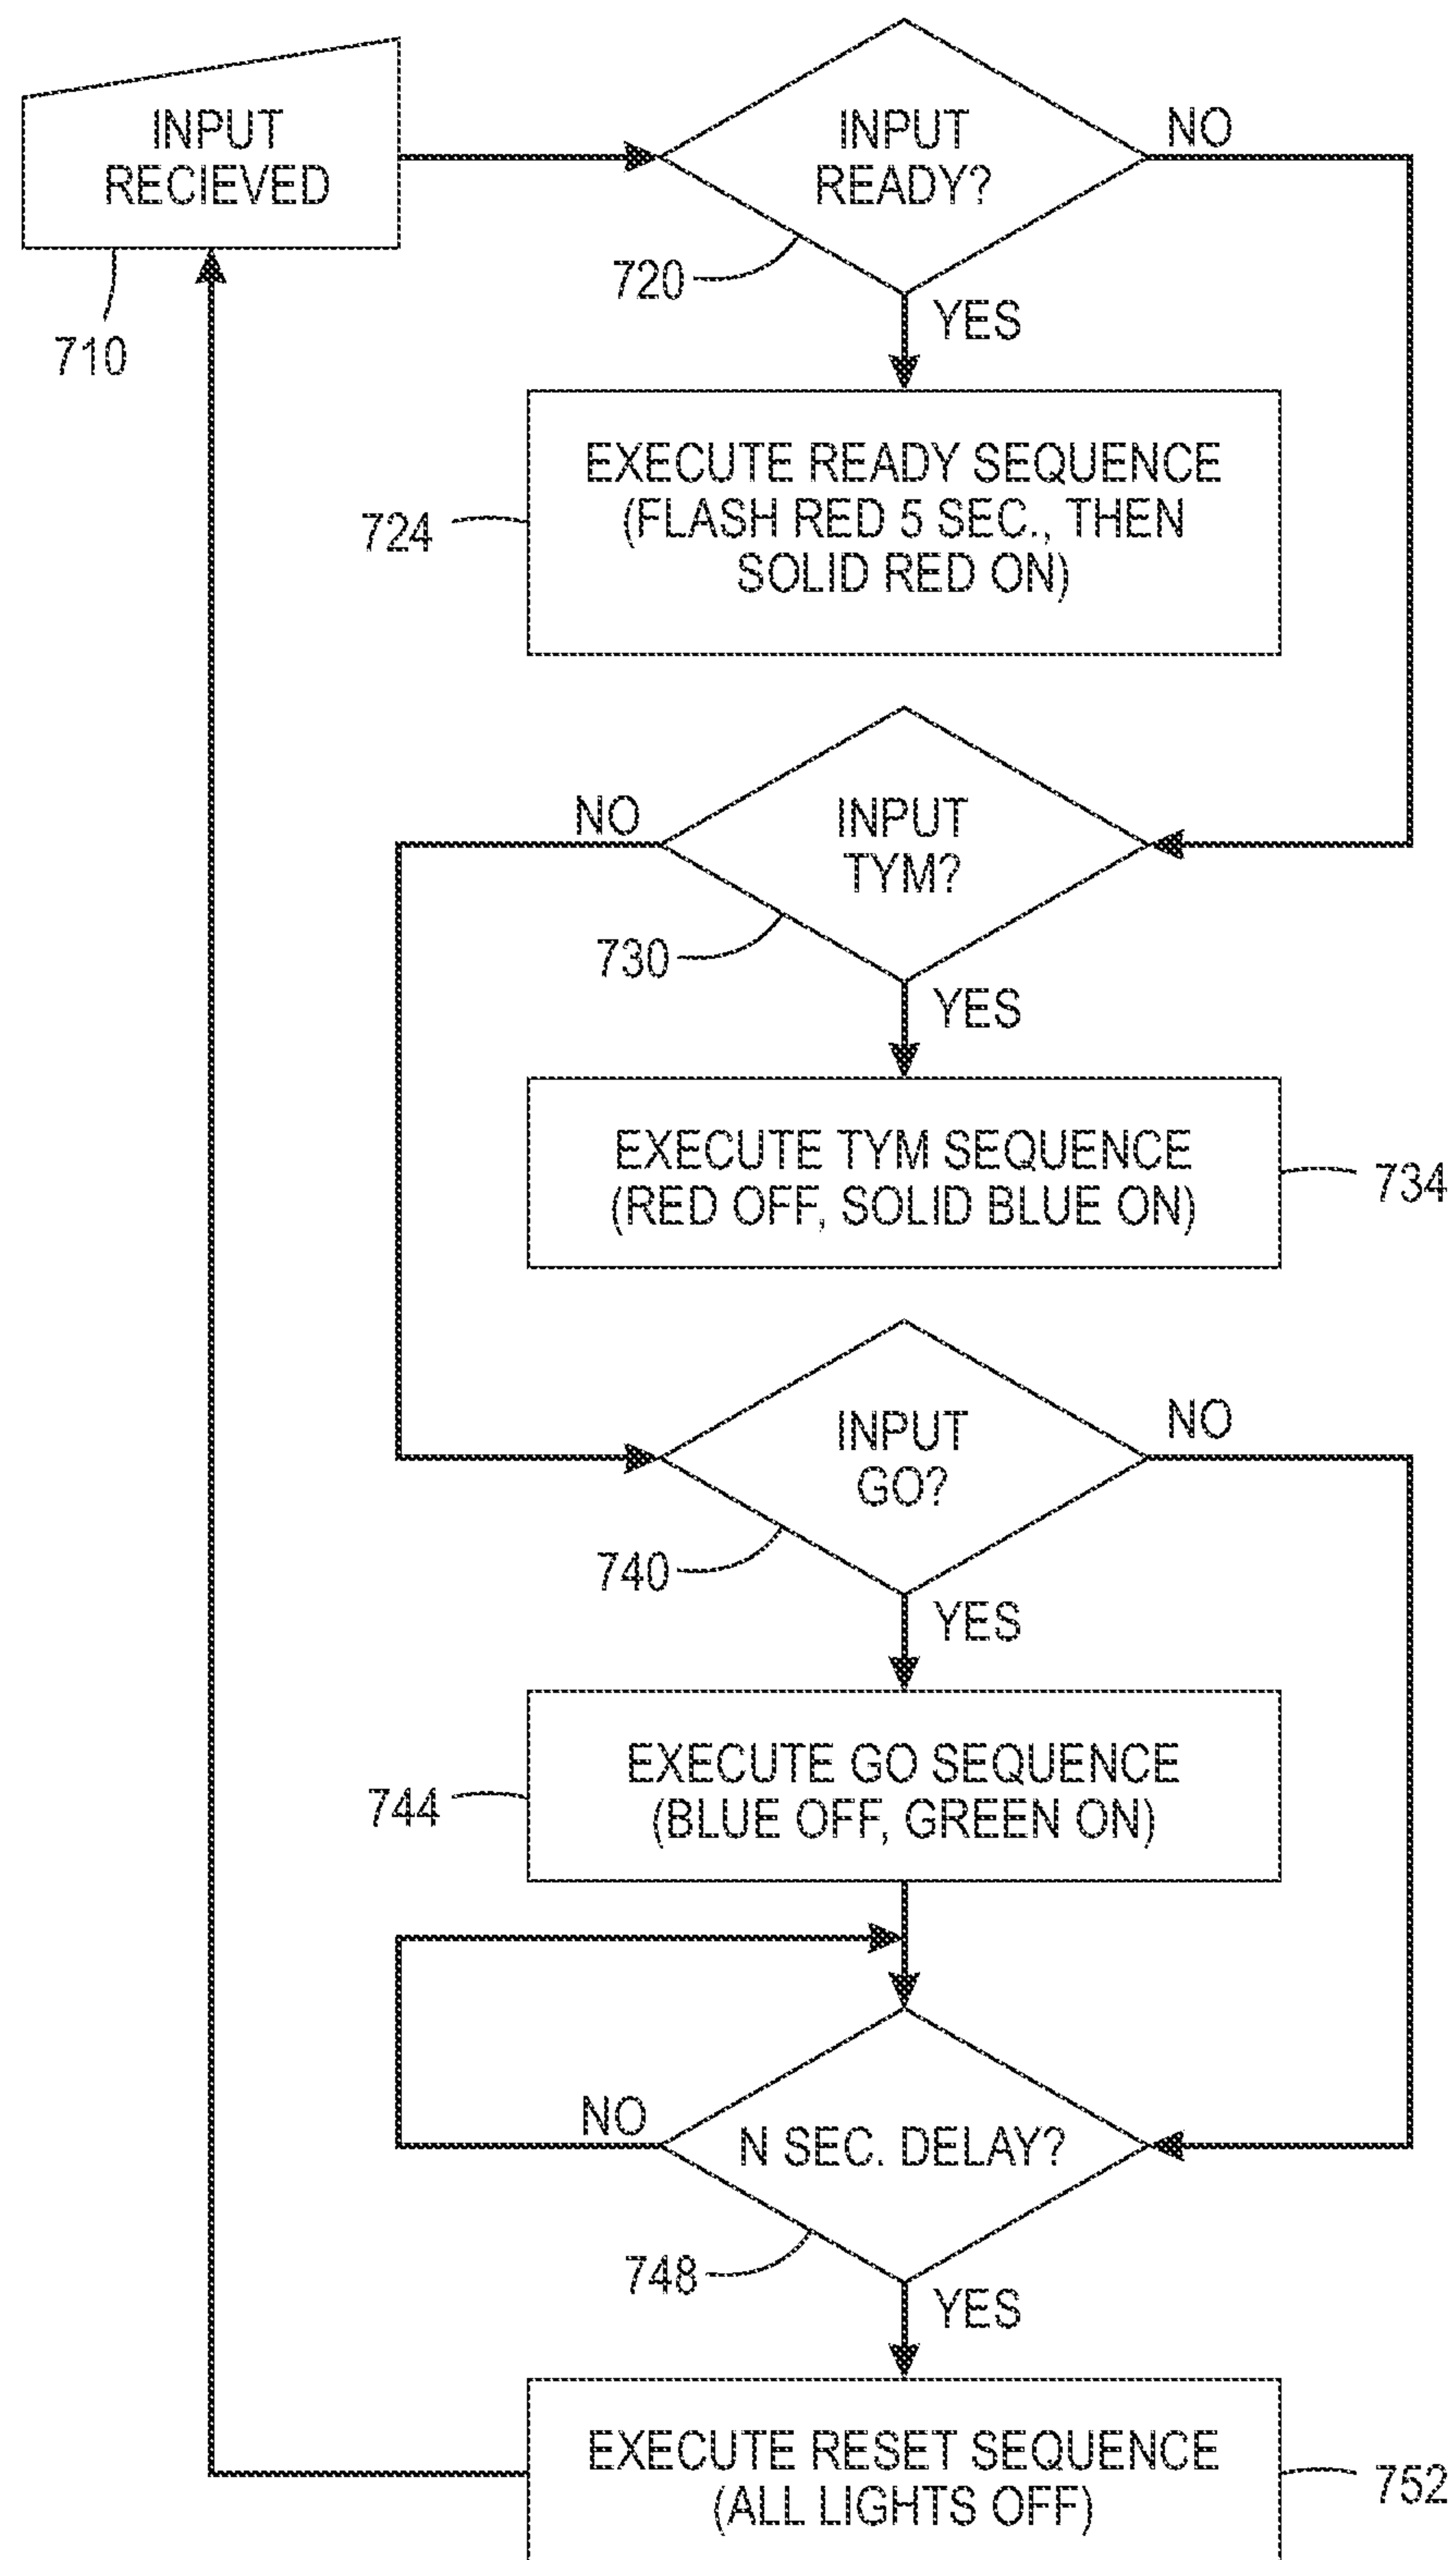 INPUT
RECIEVED
710
INPUT
READY?
NO
720
YES
EXECUTE READY SEQUENCE
(FLASH RED 5 SEC., THEN
SOLID RED ON)
724
NO
INPUT
TYM?
730
YES
EXECUTE TYM SEQUENCE
(RED OFF, SOLID BLUE ON)
734
INPUT
GO?
NO
740
YES
EXECUTE GO SEQUENCE
(BLUE OFF, GREEN ON)
744
NO
N SEC. DELAY?
748
YES
EXECUTE RESET SEQUENCE
(ALL LIGHTS OFF)
752